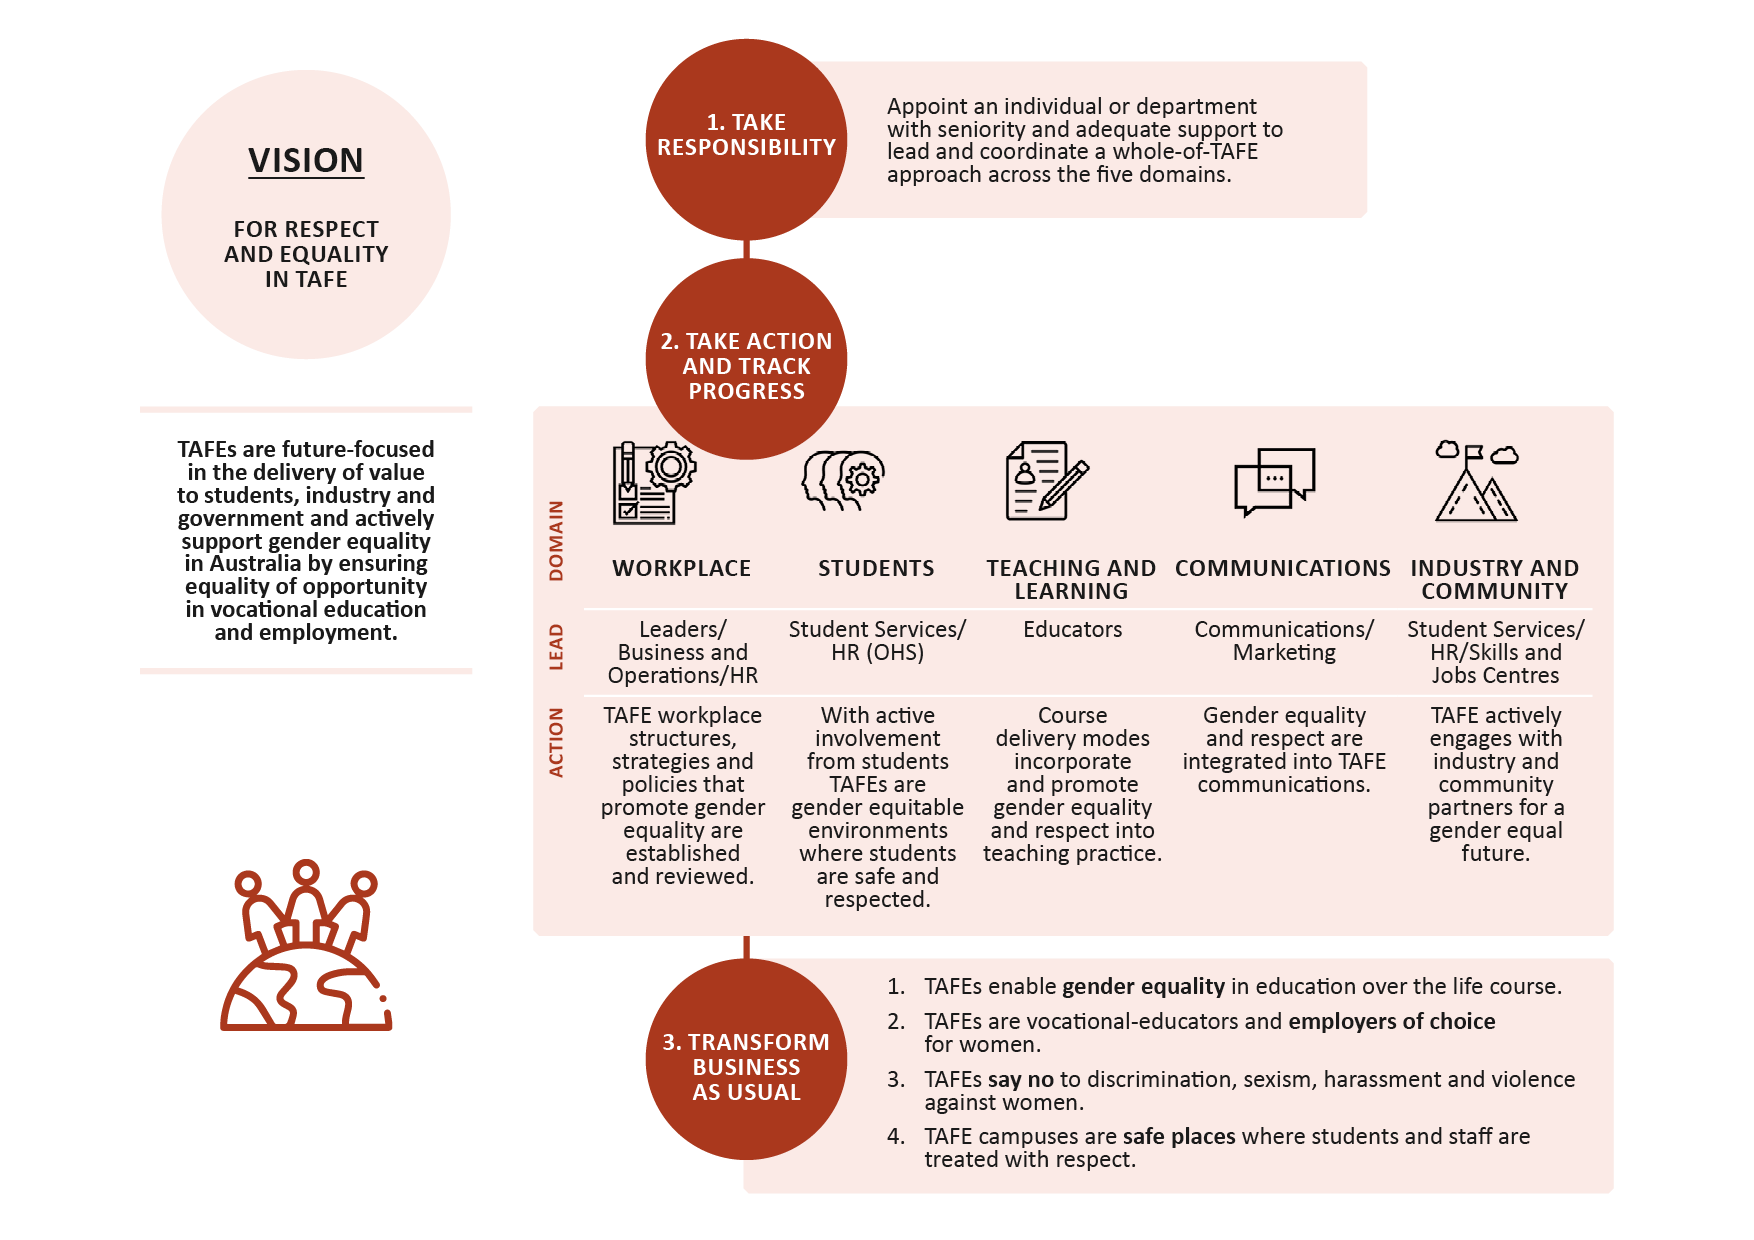 VISION
FOR RESPECT
AND EQUALITY
IN TAFE
TAFEs are future-focused
in the delivery of value
to students, industry and
government and actively
support gender equality
in Australia by ensuring
equality of opportunity
in vocational education
and employment.
1. TAKE
RESPONSIBILITY
Appoint an individual or department
with seniority and adequate support to
lead and coordinate a whole-of-TAFE
approach across the five domains.
2. TAKE ACTION
AND TRACK
PROGRESS
DOMAIN
WORKPLACE
STUDENTS
TEACHING AND
LEARNING
COMMUNICATIONS
INDUSTRY AND
COMMUNITY
LEAD
Leaders/
Business and
Operations/HR
Student Services/
HR (OHS)
Educators
Communications/
Marketing
Student Services/
HR/Skills and
Jobs Centres
ACTION
TAFE workplace
structures,
strategies and
policies that
promote gender
equality are
established
and reviewed.
With active
involvement
from students
TAFEs are
gender equitable
environments
where students
are safe and
respected.
Course
delivery modes
incorporate
and promote
gender equality
and respect into
teaching practice.
Gender equality
and respect are
integrated into TAFE
communications.
TAFE actively
engages with
industry and
community
partners for a
gender equal
future.
3. TRANSFORM
BUSINESS
AS USUAL
1. TAFEs enable gender equality in education over the life course.
2. TAFEs are vocational-educators and employers of choice
for women.
3. TAFEs say no to discrimination, sexism, harassment and violence
against women.
4. TAFE campuses are safe places where students and staff are
treated with respect.